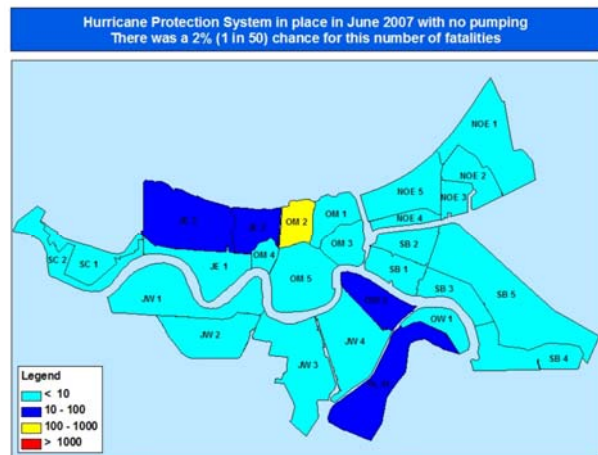 Hurricane Protection System in place in June 2007 with no pumping
There was a 2% (1 in 50) chance for this number of fatalities
NOE 1
NOE 2
NOE 5
NOE 3
NOE 4
OM 2
OM 1
OM 3
SB 2
SC 2
SC 1
JE 1
OM 4
OM 5
SB 1
SB 3
SB 5
JW 1
JW 2
JW 4
OW 1
JW 3
SB 4
Legend
< 10
10 - 100
100 - 1000
> 1000